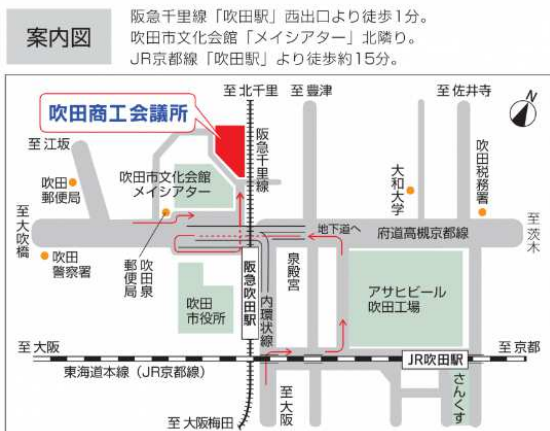 案内図
阪急千里線「吹田駅」西出口より徒歩1分。
吹田市文化会館「メイシアター」北隣り。
JR京都線「吹田駅」より徒歩約15分。
至北千里
至豊津
至佐井寺
吹田商工会議所
至江坂
阪急千里線
吹田
郵便局
吹田市文化会館
メイシアター
大和大学
吹田税務署
至大吹橋
地下道へ
府道高槻京都線
至茨木
吹田
警察署
吹田泉
郵便局
阪急吹田駅
泉殿宮
吹田
市役所
内環状線
アサヒビール
吹田工場
至大阪
JR吹田駅
至京都
東海道本線（JR京都線）
至大阪
さんくす
至大阪梅田